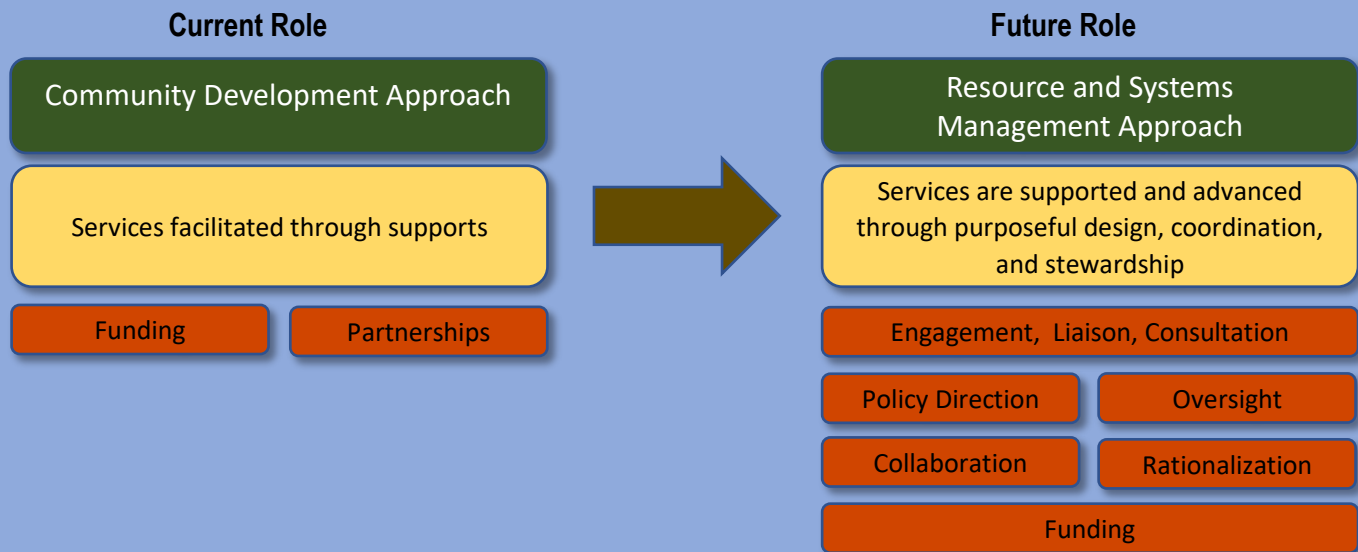 Current Role
Community Development Approach
Services facilitated through supports
Funding
Partnerships
Future Role
Resource and Systems
Management Approach
Services are supported and advanced
through purposeful design, coordination,
and stewardship
Engagement, Liaison, Consultation
Policy Direction
Oversight
Collaboration
Rationalization
Funding